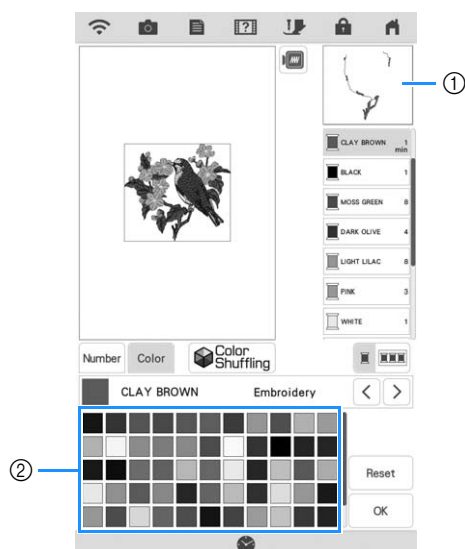 ①
CLAY BROWN 1
min
BLACK 1
MOSS GREEN 8
DARK OLIVE 4
LIGHT LILAC 8
PINK 3
WHITE 1
Number Color Color
Shuffling
CLAY BROWN Embroidery < >
②
Reset
OK